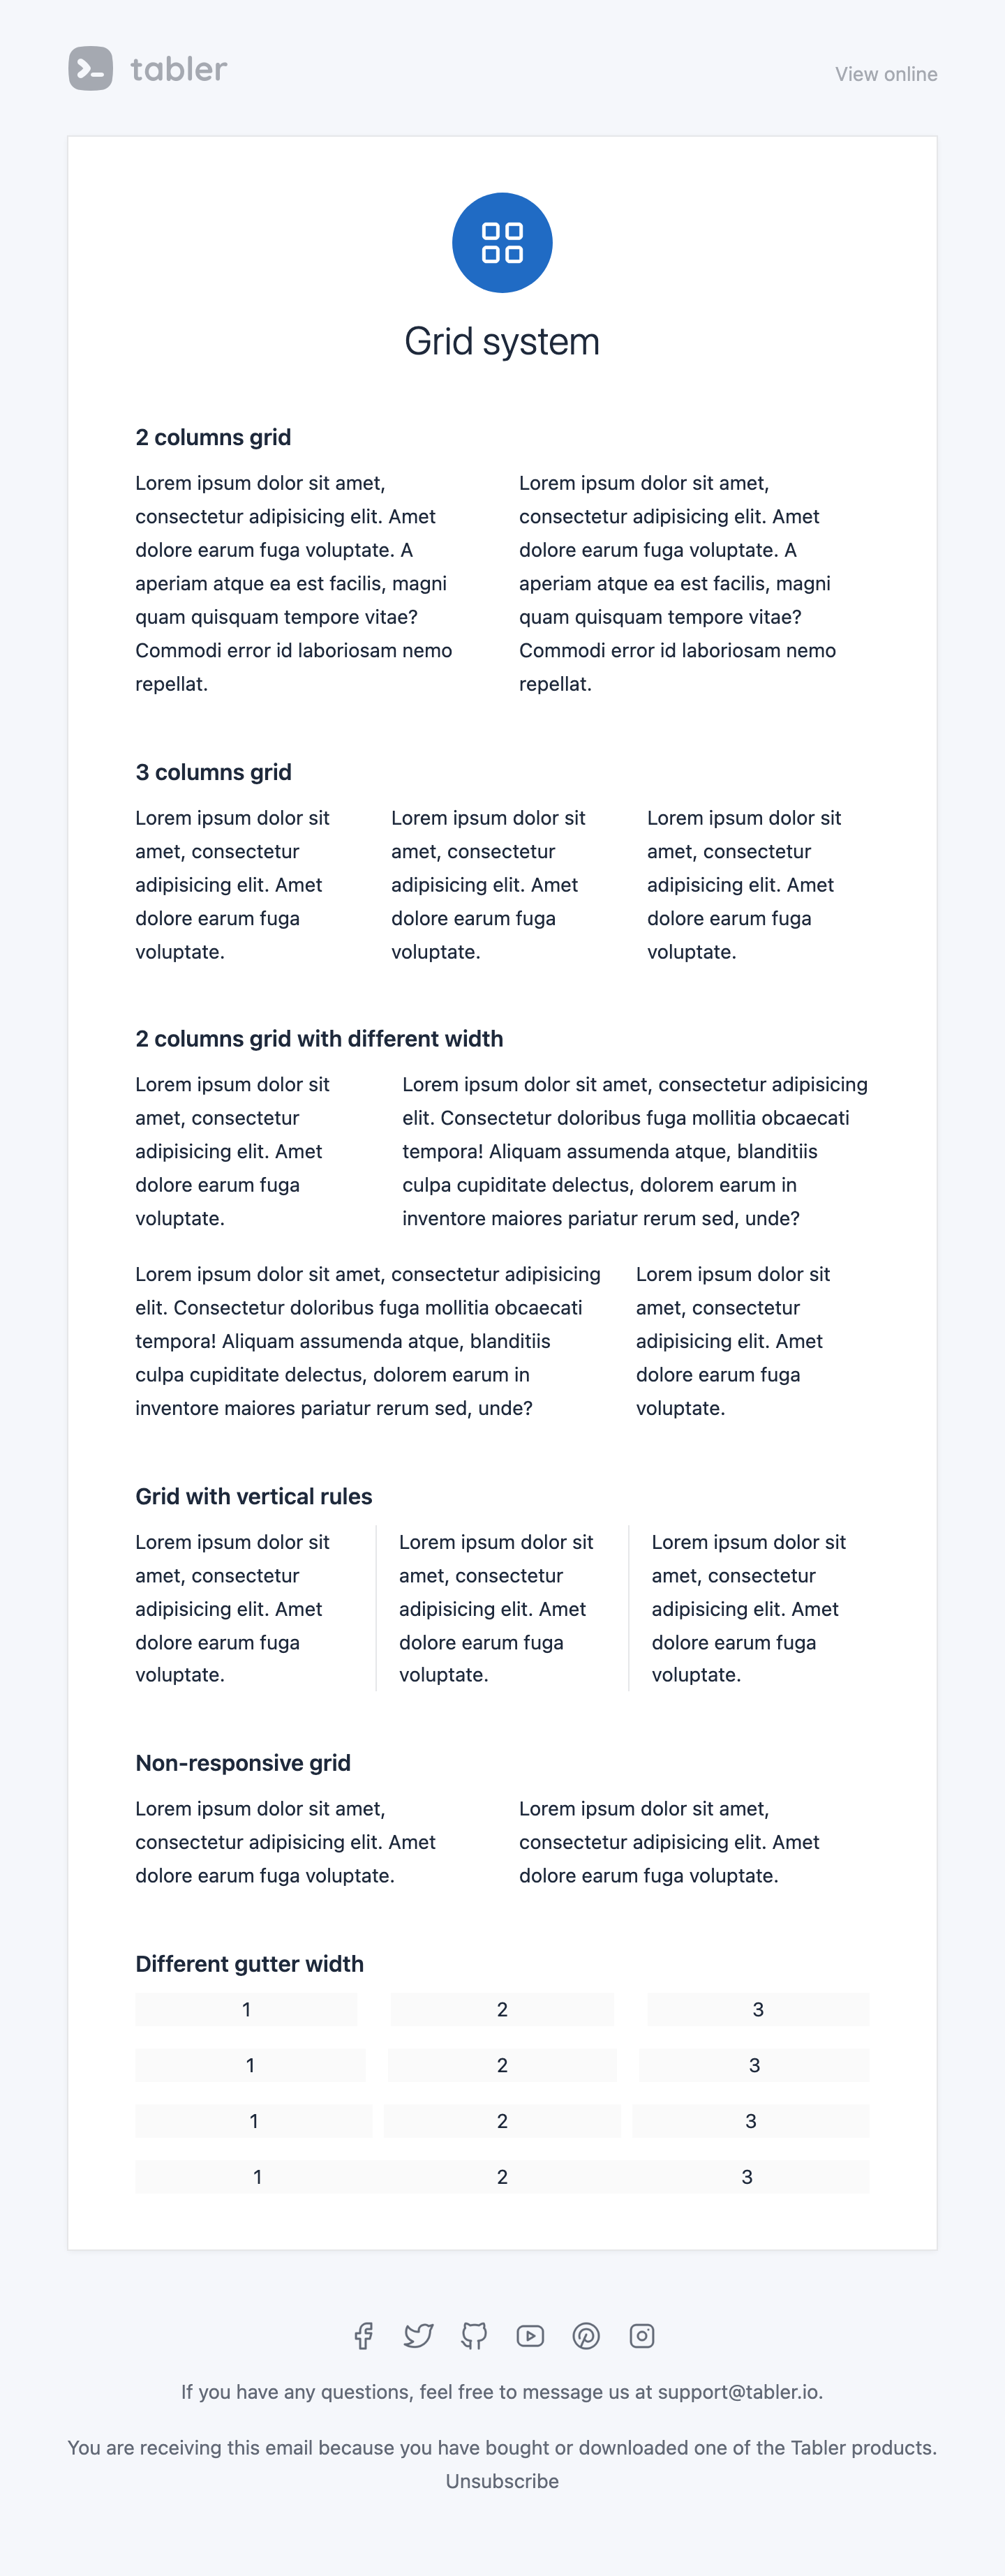 tabler
View online
Grid system
2 columns grid
Lorem ipsum dolor sit amet,
consectetur adipisicing elit. Amet
dolore earum fuga voluptate. A
aperiam atque ea est facilis, magni
quam quisquam tempore vitae?
Commodi error id laboriosam nemo
repellat.
Lorem ipsum dolor sit amet,
consectetur adipisicing elit. Amet
dolore earum fuga voluptate. A
aperiam atque ea est facilis, magni
quam quisquam tempore vitae?
Commodi error id laboriosam nemo
repellat.
3 columns grid
Lorem ipsum dolor sit
amet, consectetur
adipisicing elit. Amet
dolore earum fuga
voluptate.
Lorem ipsum dolor sit
amet, consectetur
adipisicing elit. Amet
dolore earum fuga
voluptate.
Lorem ipsum dolor sit
amet, consectetur
adipisicing elit. Amet
dolore earum fuga
voluptate.
2 columns grid with different width
Lorem ipsum dolor sit
amet, consectetur
adipisicing elit. Amet
dolore earum fuga
voluptate.
Lorem ipsum dolor sit amet, consectetur adipisicing
elit. Consectetur doloribus fuga mollitia obcaecati
tempora! Aliquam assumenda atque, blanditiis
culpa cupiditate delectus, dolorem earum in
inventore maiores pariatur rerum sed, unde?
Lorem ipsum dolor sit amet, consectetur adipisicing
elit. Consectetur doloribus fuga mollitia obcaecati
tempora! Aliquam assumenda atque, blanditiis
culpa cupiditate delectus, dolorem earum in
inventore maiores pariatur rerum sed, unde?
Lorem ipsum dolor sit
amet, consectetur
adipisicing elit. Amet
dolore earum fuga
voluptate.
Grid with vertical rules
Lorem ipsum dolor sit
amet, consectetur
adipisicing elit. Amet
dolore earum fuga
voluptate.
Lorem ipsum dolor sit
amet, consectetur
adipisicing elit. Amet
dolore earum fuga
voluptate.
Lorem ipsum dolor sit
amet, consectetur
adipisicing elit. Amet
dolore earum fuga
voluptate.
Non-responsive grid
Lorem ipsum dolor sit amet,
consectetur adipisicing elit. Amet
dolore earum fuga voluptate.
Lorem ipsum dolor sit amet,
consectetur adipisicing elit. Amet
dolore earum fuga voluptate.
Different gutter width
1 2 3
1 2 3
1 2 3
1 2 3
If you have any questions, feel free to message us at support@tabler.io.
You are receiving this email because you have bought or downloaded one of the Tabler products.
Unsubscribe